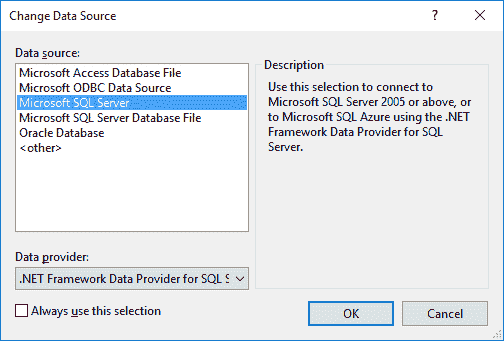 Change Data Source
?
Data source:
Microsoft Access Database File
Microsoft ODBC Data Source
Microsoft SQL Server
Microsoft SQL Server Database File
Oracle Database
<other>
Description
Use this selection to connect to
Microsoft SQL Server 2005 or above, or
to Microsoft SQL Azure using the .NET
Framework Data Provider for SQL
Server.
Data provider:
.NET Framework Data Provider for SQL S
Always use this selection
OK
Cancel